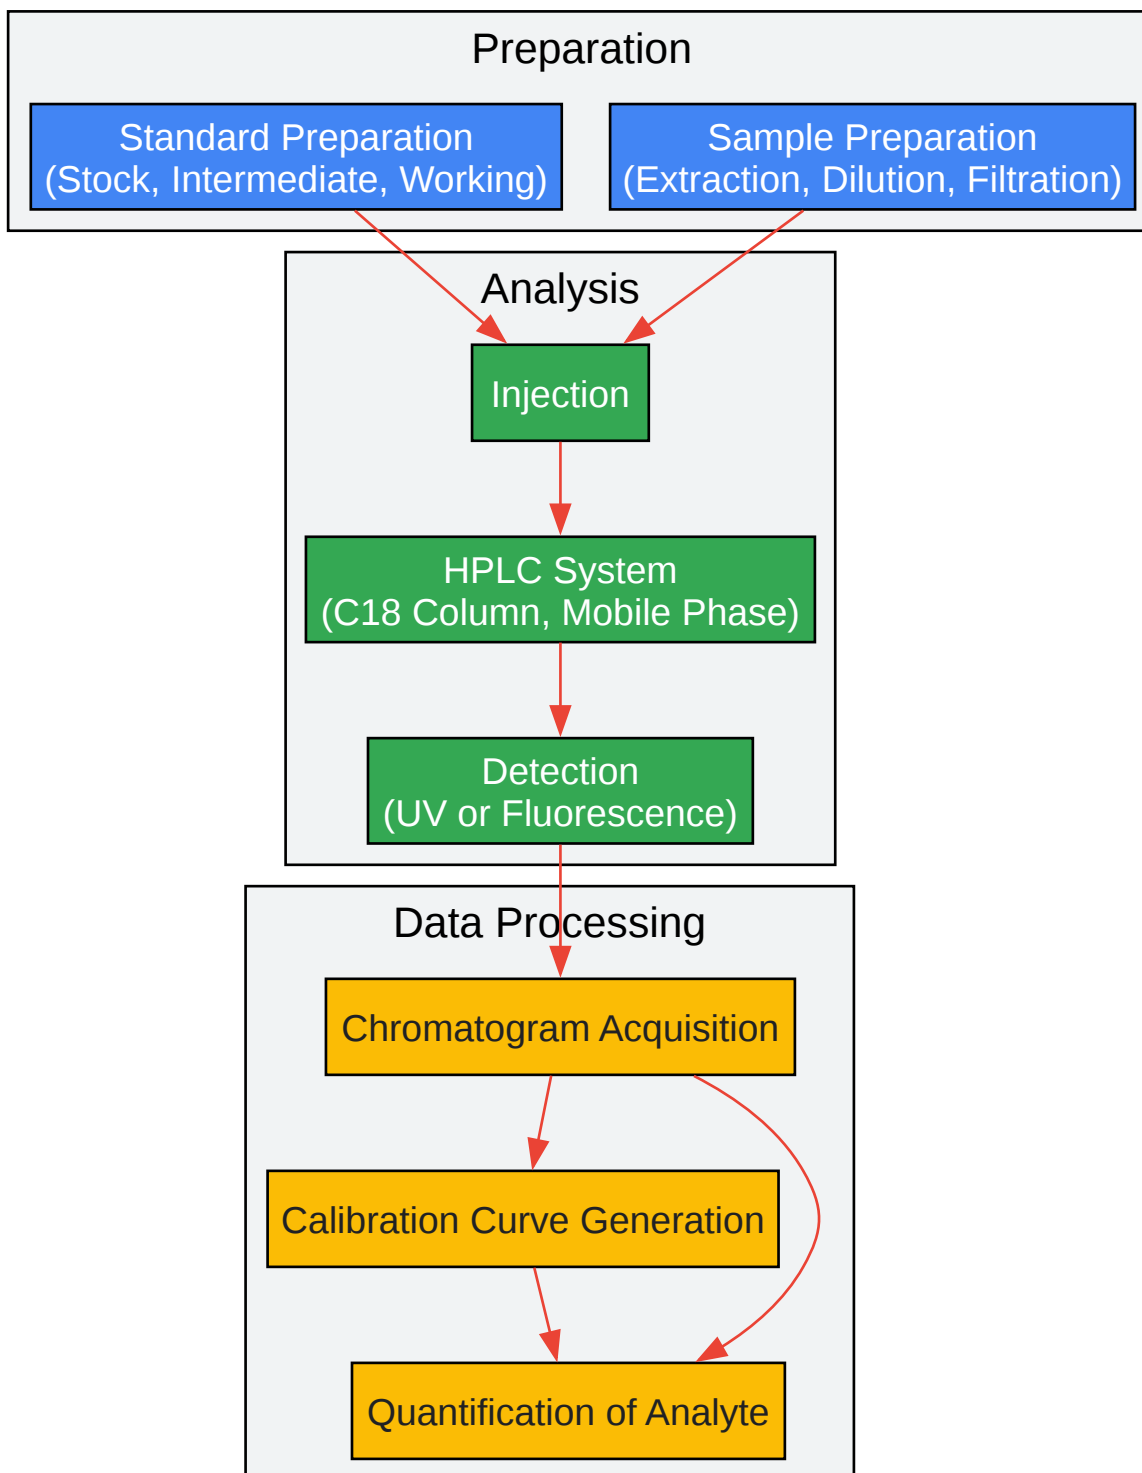 Preparation
Standard Preparation
(Stock, Intermediate, Working)
Sample Preparation
(Extraction, Dilution, Filtration)
Analysis
Injection
HPLC System
(C18 Column, Mobile Phase)
Detection
(UV or Fluorescence)
Data Processing
Chromatogram Acquisition
Calibration Curve Generation
Quantification of Analyte